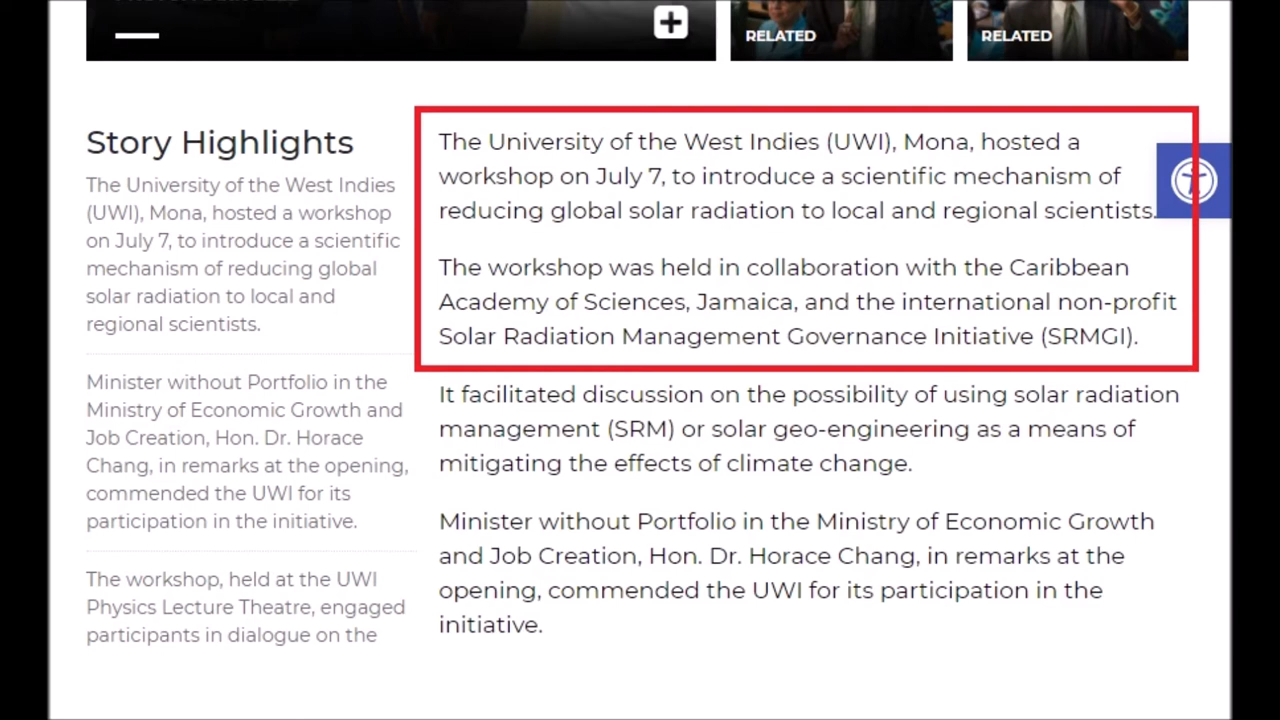 RELATED
RELATED
Story Highlights
The University of the West Indies
(UWI), Mona, hosted a workshop
on July 7, to introduce a scientific
mechanism of reducing global
solar radiation to local and
regional scientists.
Minister without Portfolio in the
Ministry of Economic Growth and
Job Creation, Hon. Dr. Horace
Chang, in remarks at the opening,
commended the UWI for its
participation in the initiative.
The workshop, held at the UWI
Physics Lecture Theatre, engaged
participants in dialogue on the
The University of the West Indies (UWI), Mona, hosted a
workshop on July 7, to introduce a scientific mechanism of
reducing global solar radiation to local and regional scientists.
The workshop was held in collaboration with the Caribbean
Academy of Sciences, Jamaica, and the international non-profit
Solar Radiation Management Governance Initiative (SRMGI).
It facilitated discussion on the possibility of using solar radiation
management (SRM) or solar geo-engineering as a means of
mitigating the effects of climate change.
Minister without Portfolio in the Ministry of Economic Growth
and Job Creation, Hon. Dr. Horace Chang, in remarks at the
opening, commended the UWI for its participation in the
initiative.